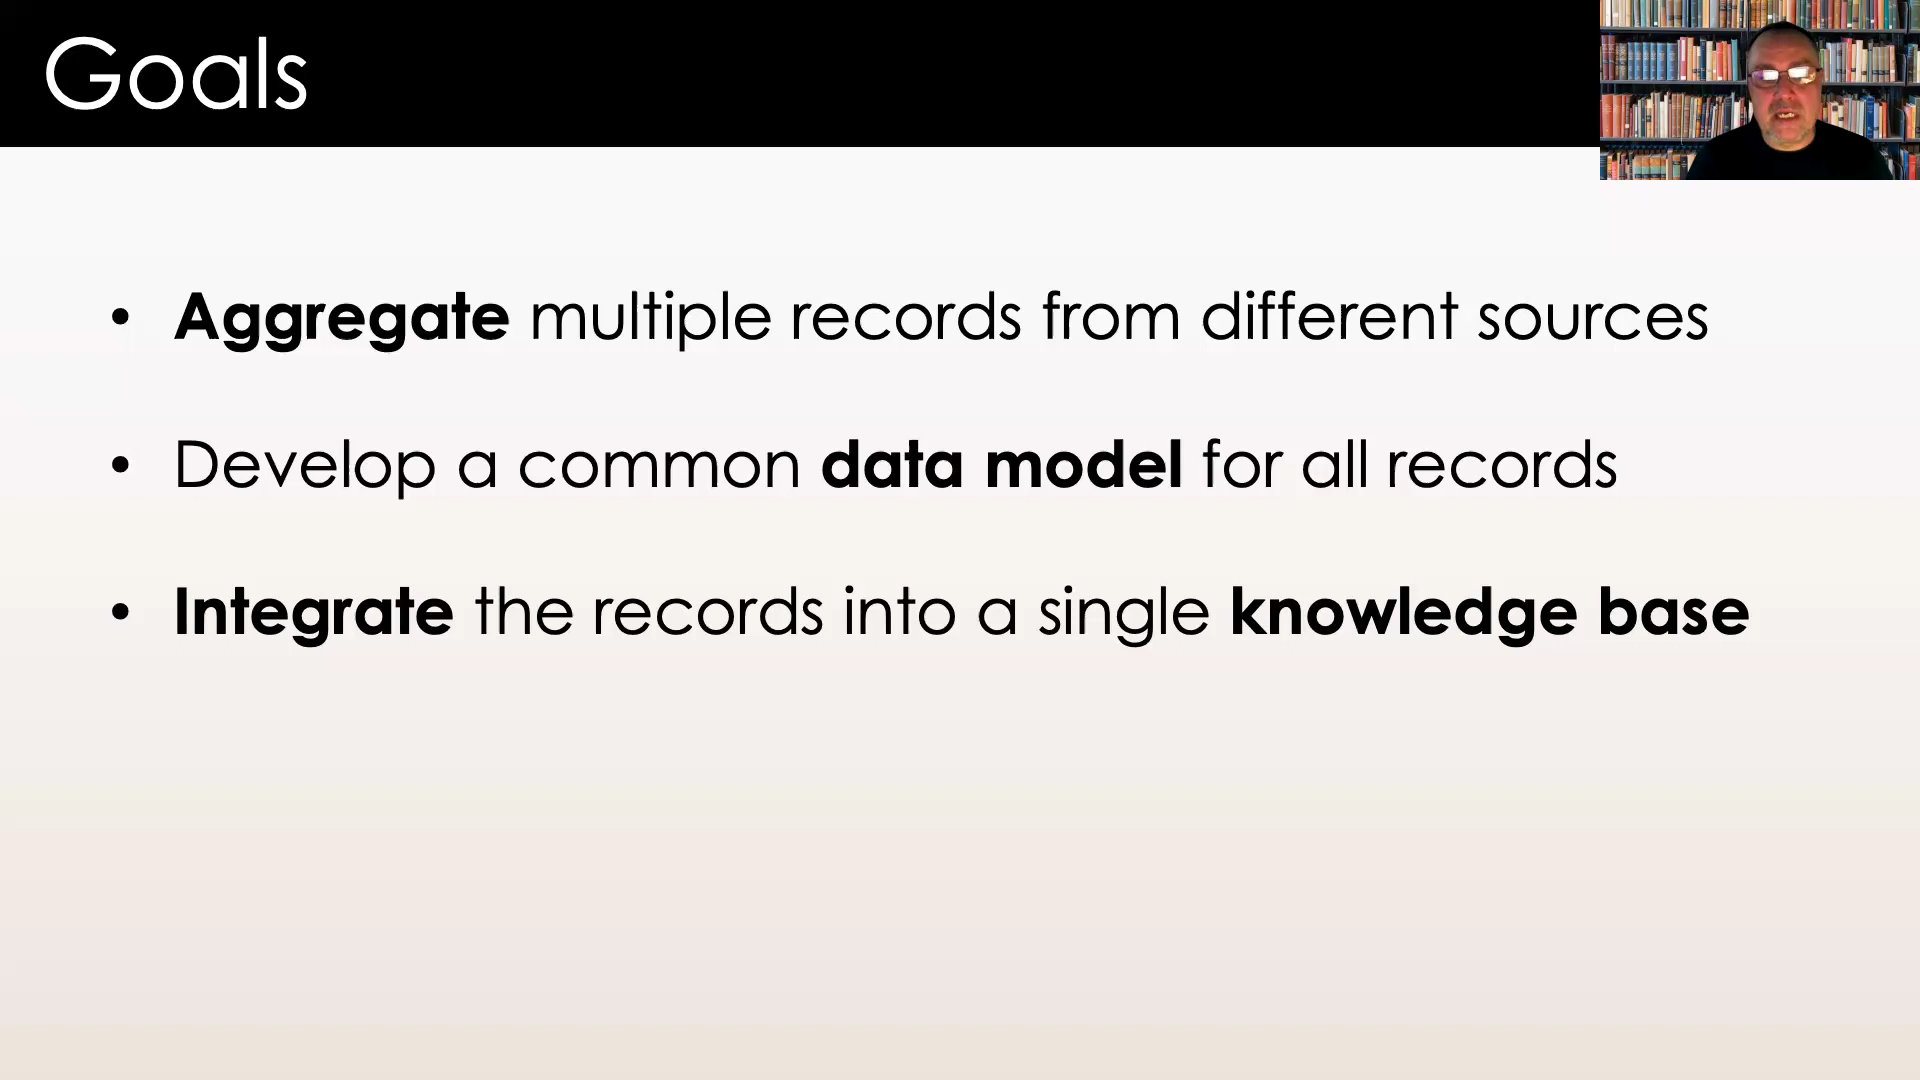 Goals
• Aggregate multiple records from different sources
• Develop a common data model for all records
• Integrate the records into a single knowledge base